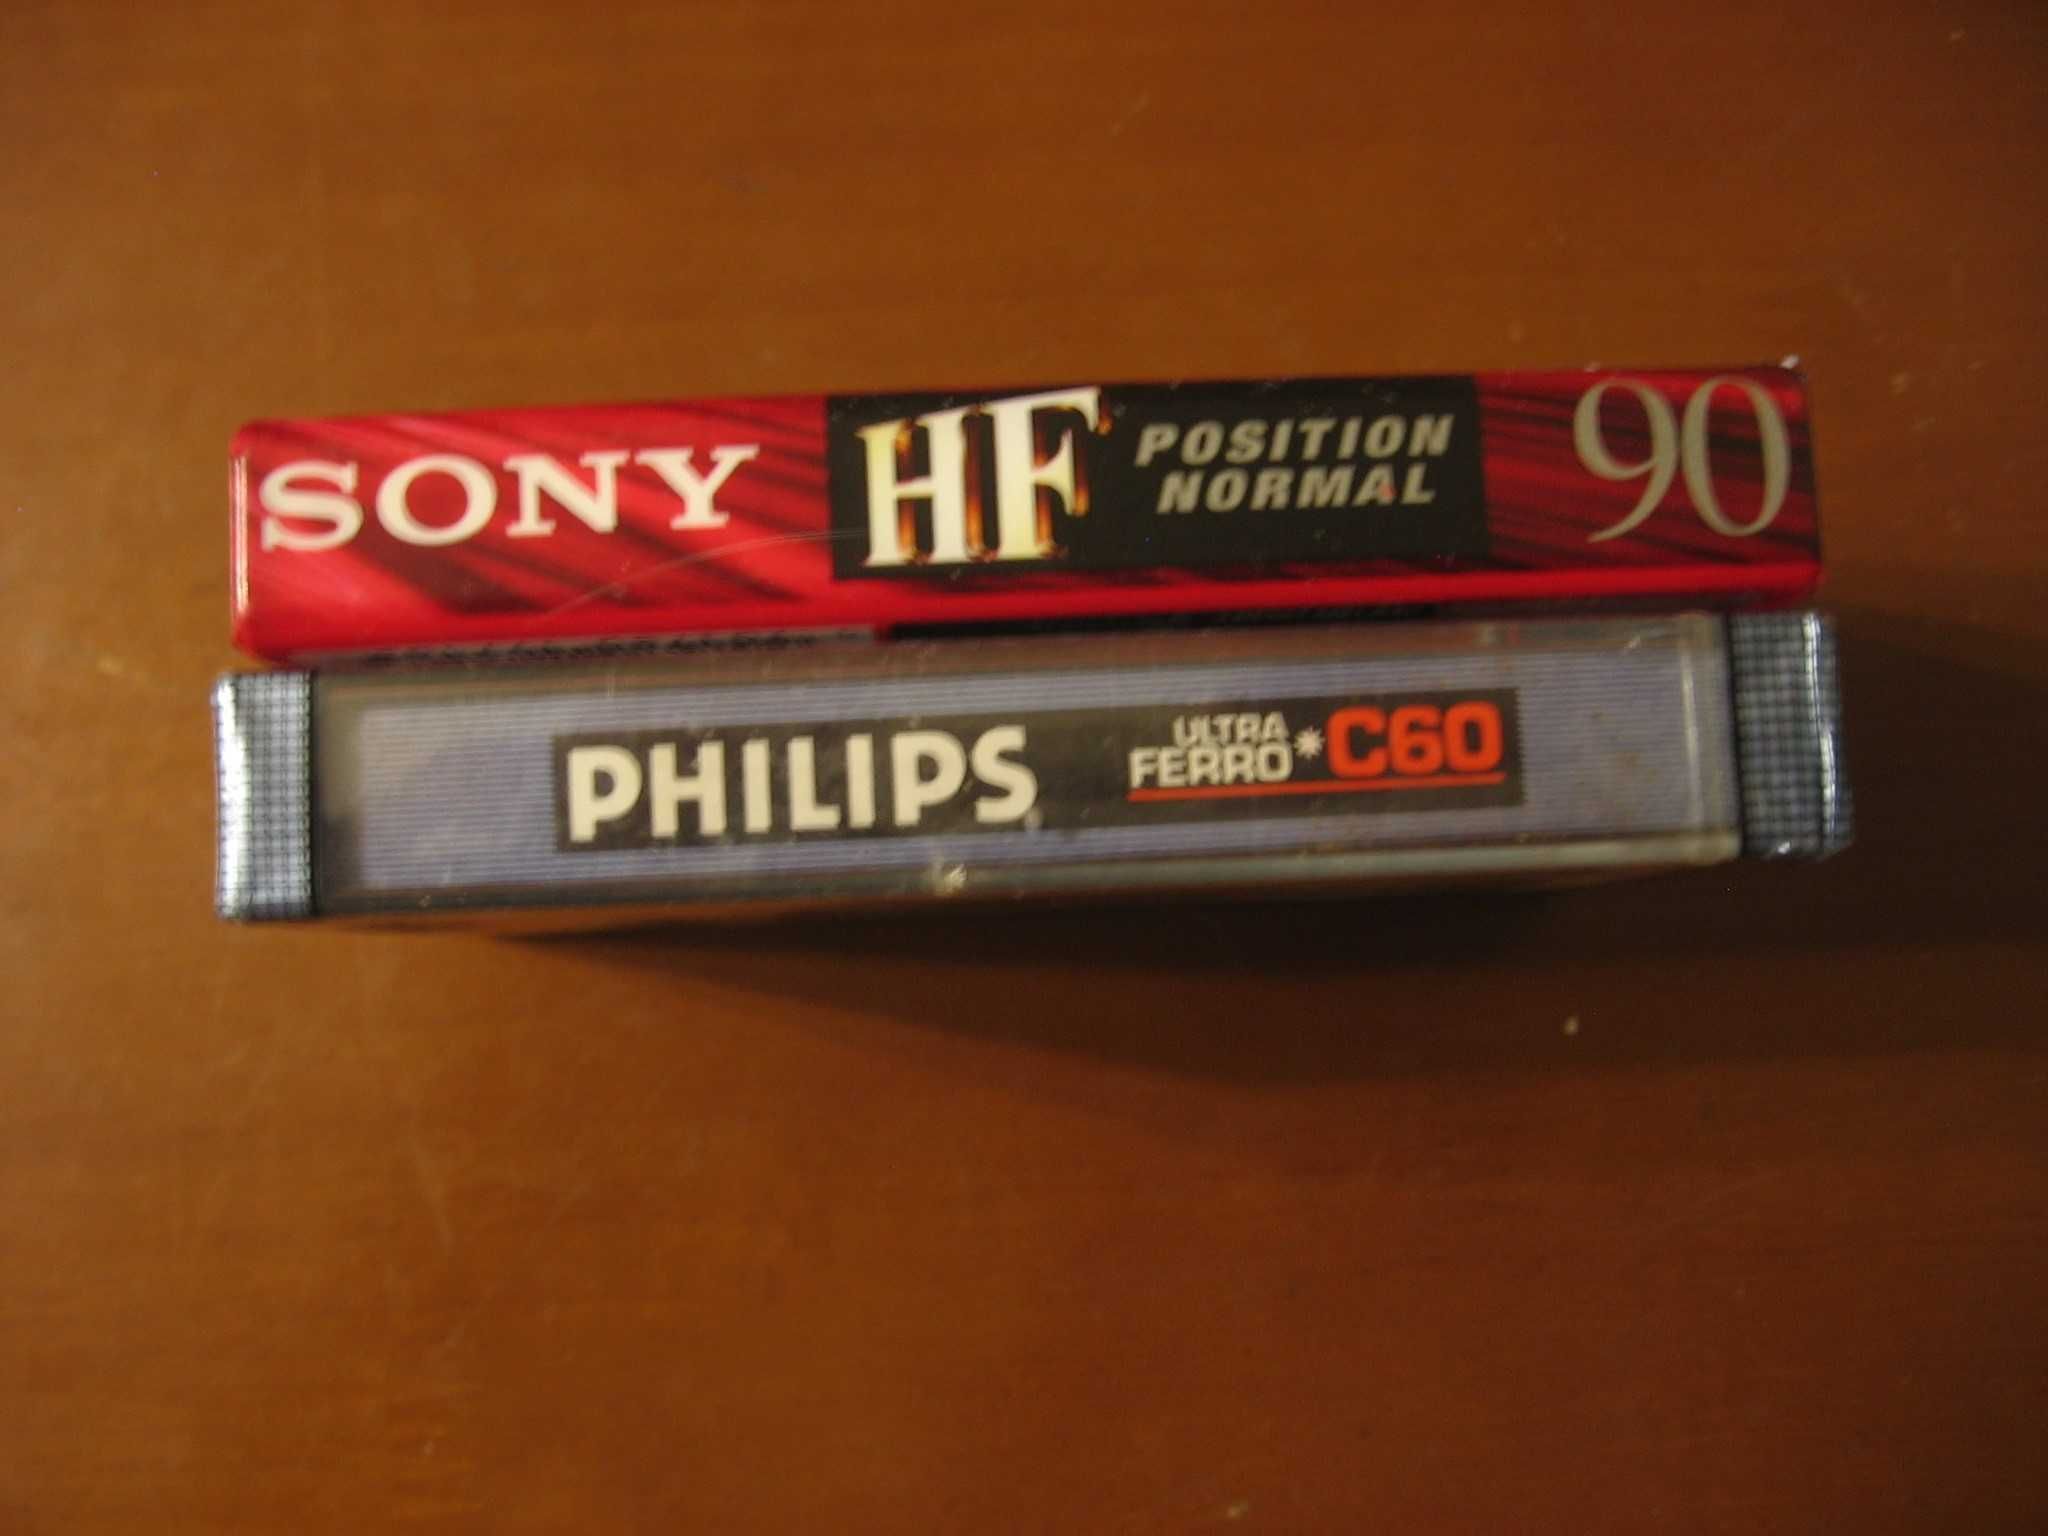 SONY HF POSITION NORMAL 90
PHILIPS ULTRA FERRO*C60